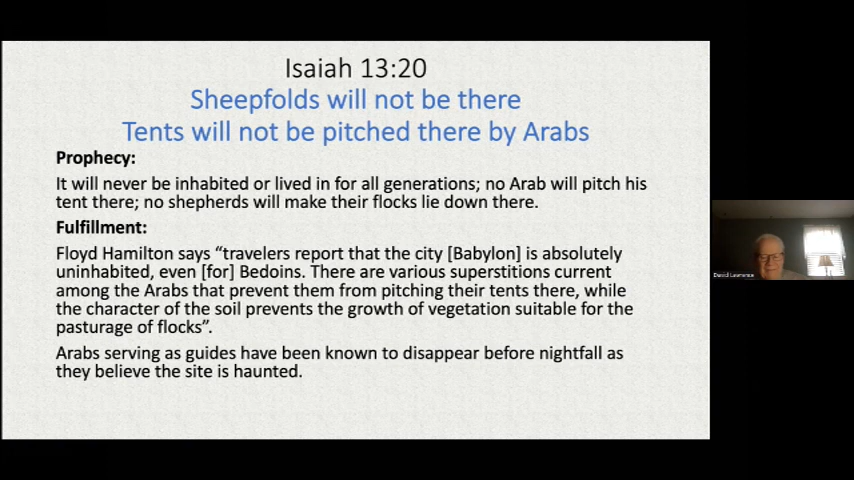 Isaiah 13:20
Sheepfolds will not be there
Tents will not be pitched there by Arabs
Prophecy:
It will never be inhabited or lived in for all generations; no Arab will pitch his
tent there; no shepherds will make their flocks lie down there.
Fulfillment:
Floyd Hamilton says “travelers report that the city [Babylon] is absolutely
uninhabited, even [for] Bedoins. There are various superstitions current
among the Arabs that prevent them from pitching their tents there, while
the character of the soil prevents the growth of vegetation suitable for the
pasturage of flocks”.
Arabs serving as guides have been known to disappear before nightfall as
they believe the site is haunted.
David Lawrence